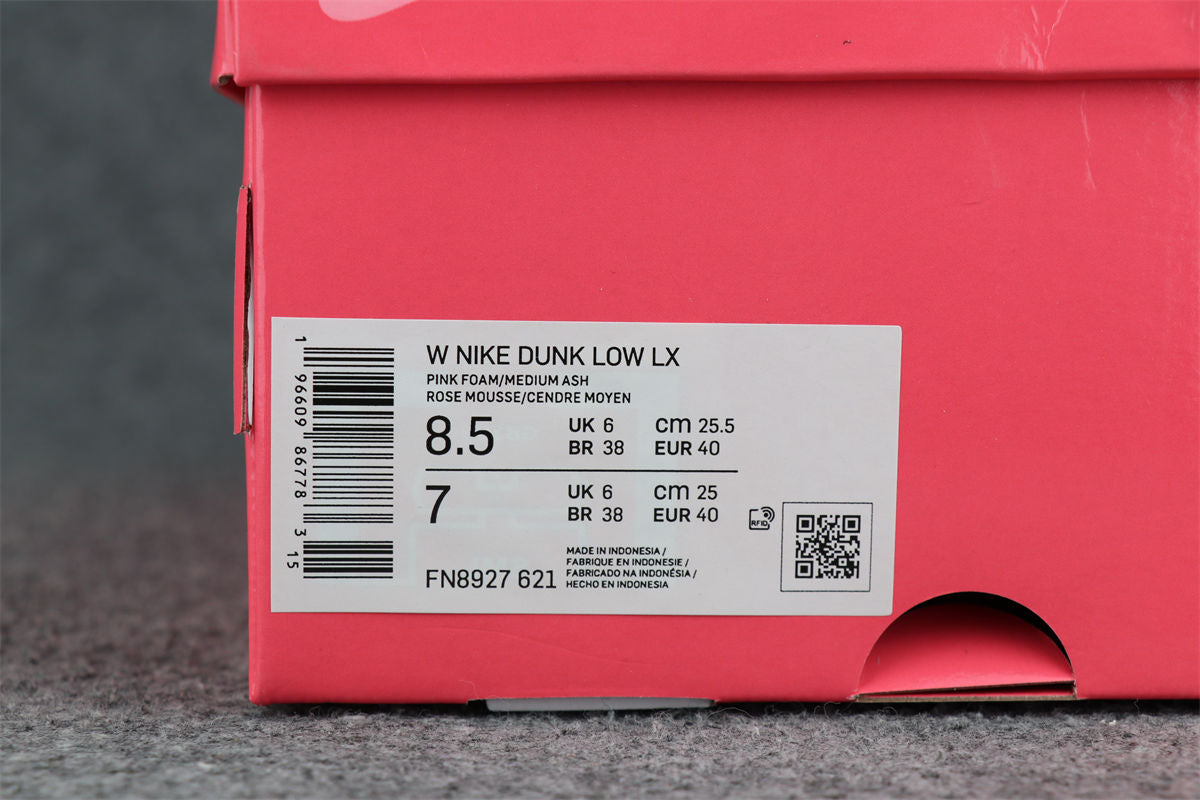 W NIKE DUNK LOW LX
PINK FOAM/MEDIUM ASH
ROSE MOUSSE/CENDRE MOYEN
8.5 UK 6 cm 25.5
BR 38 EUR 40
7 UK 6 cm 25
BR 38 EUR 40
RFID
FN8927 621
MADE IN INDONESIA /
FABRIQUE EN INDONESIE /
FABRICADO NA INDONÉSIA /
HECHO EN INDONESIA
1 96609 86778 3 15